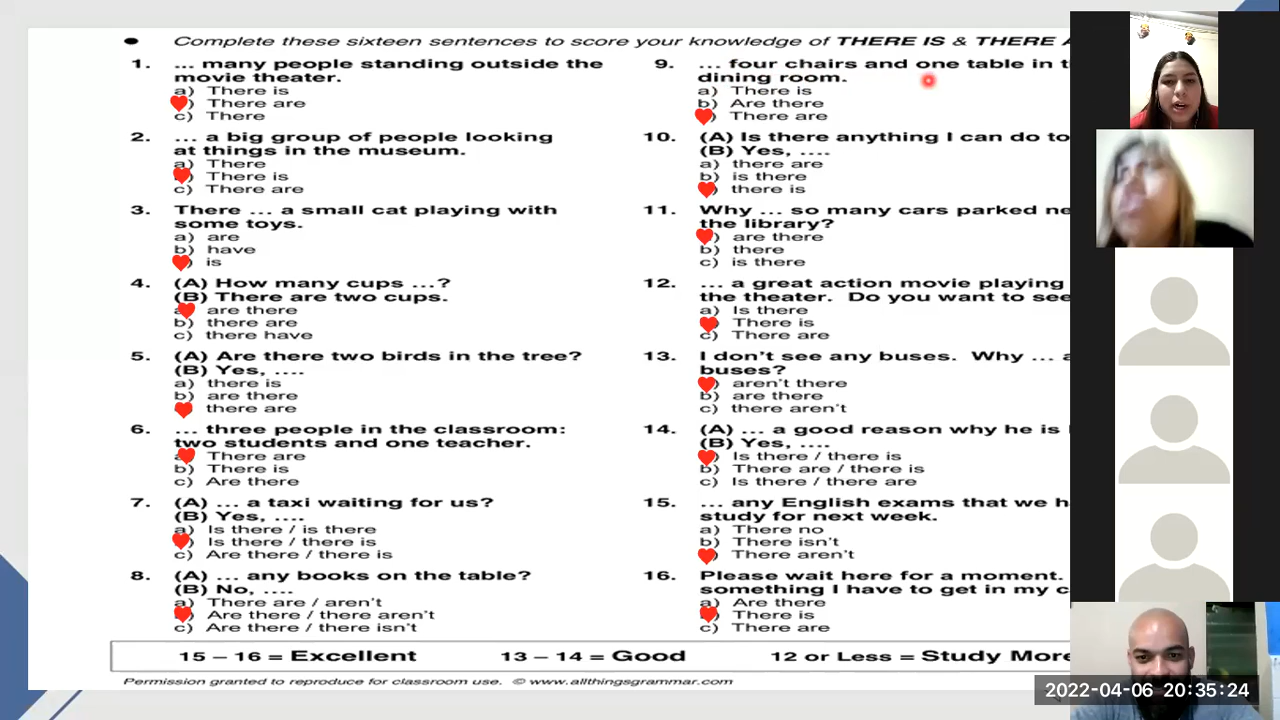 Complete these sixteen sentences to score your knowledge of THERE IS & THERE
1. ... many people standing outside the
movie theater.
a) There is
There are
c) There
2. ... a big group of people looking
at things in the museum.
a) There
There is
c) There are
3. There ... a small cat playing with
some toys.
a) are
b) have
is
4. (A) How many cups ...?
(B) There are two cups.
are there
b) there are
c) there have
5. (A) Are there two birds in the tree?
(B) Yes, ....
a) there is
b) are there
there are
6. ... three people in the classroom:
two students and one teacher.
There are
b) There is
c) Are there
7. (A) ... a taxi waiting for us?
(B) Yes, ....
a) Is there / is there
Is there / there is
c) Are there / there is
8. (A) ... any books on the table?
(B) No, ....
a) There are / aren't
Are there / there aren't
c) Are there / there isn't
9. ... four chairs and one table in
dining room.
a) There is
b) Are there
There are
10. (A) Is there anything I can do to
(B) Yes, ....
a) there are
b) is there
there is
11. Why ... so many cars parked
the library?
are there
b) there
c) is there
12. ... a great action movie playing
the theater. Do you want to see
a) Is there
There is
c) There are
13. I don't see any buses. Why ...
buses?
aren't there
b) are there
c) there aren't
14. (A) ... a good reason why he is
(B) Yes, ....
Is there / there is
b) There are / there is
c) Is there / there are
15. ... any English exams that we
study for next week.
a) There no
b) There isn't
There aren't
16. Please wait here for a moment.
something I have to get in my
a) Are there
There is
c) There are
15 – 16 = Excellent 13 – 14 = Good 12 or Less = Study More
Permission granted to reproduce for classroom use. © www.allthingsgrammar.com
2022-04-06 20:35:24